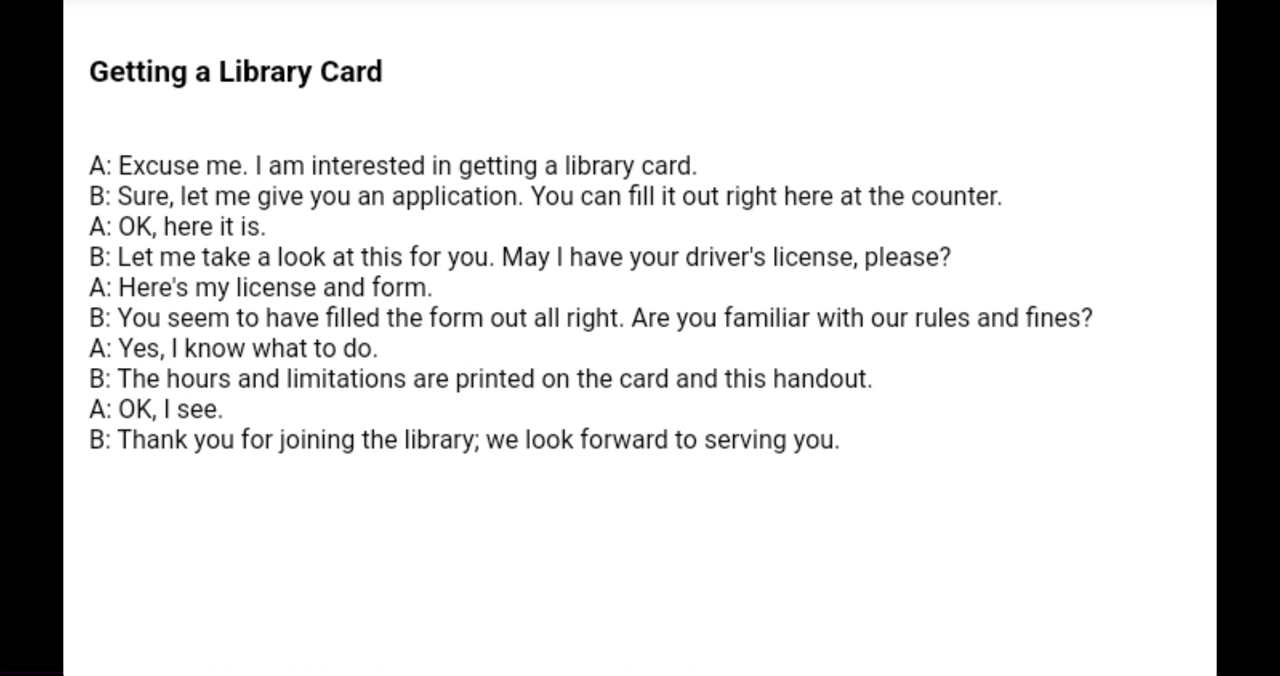 Getting a Library Card
A: Excuse me. I am interested in getting a library card.
B: Sure, let me give you an application. You can fill it out right here at the counter.
A: OK, here it is.
B: Let me take a look at this for you. May I have your driver's license, please?
A: Here's my license and form.
B: You seem to have filled the form out all right. Are you familiar with our rules and fines?
A: Yes, I know what to do.
B: The hours and limitations are printed on the card and this handout.
A: OK, I see.
B: Thank you for joining the library; we look forward to serving you.